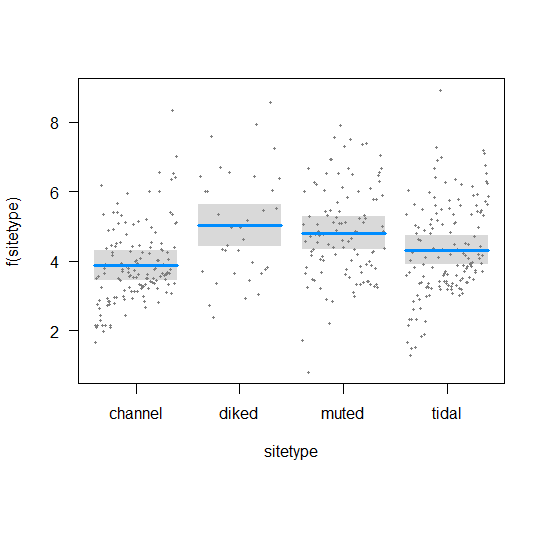 f(sitetype)
8
6
4
2
channel diked muted tidal
sitetype